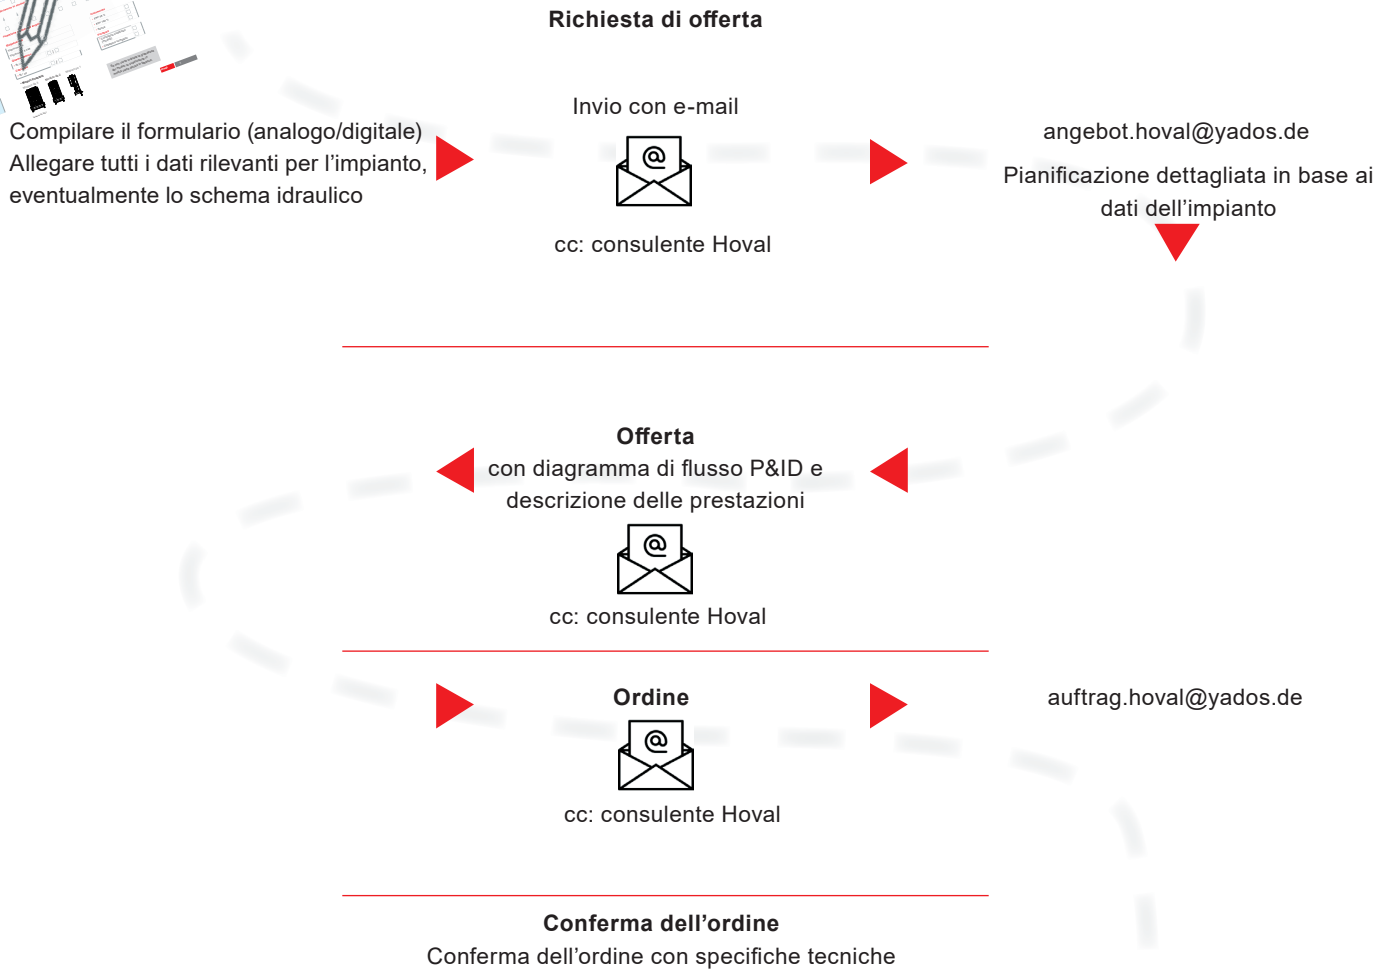 Richiesta di offerta
Invio con e-mail
Compilare il formulario (analogo/digitale)
Allegare tutti i dati rilevanti per l'impianto,
eventualmente lo schema idraulico
@
cc: consulente Hoval
angebot.hoval@yados.de
Pianificazione dettagliata in base ai
dati dell'impianto
Offerta
con diagramma di flusso P&ID e
descrizione delle prestazioni
@
cc: consulente Hoval
Ordine
@
cc: consulente Hoval
auftrag.hoval@yados.de
Conferma dell'ordine
Conferma dell'ordine con specifiche tecniche